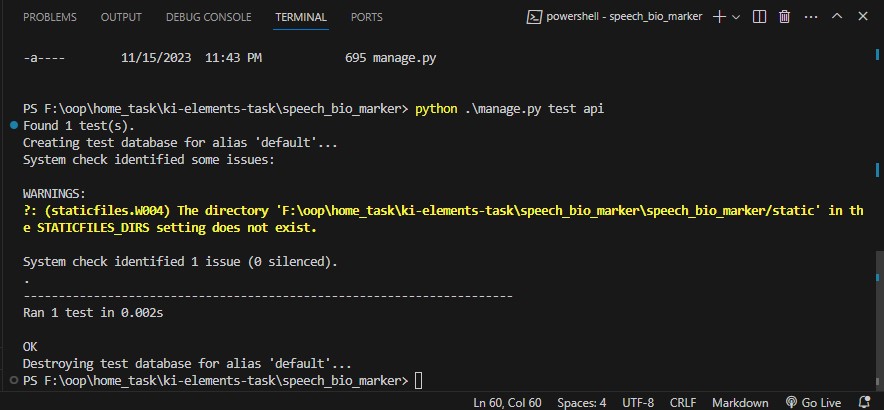 PROBLEMS OUTPUT DEBUG CONSOLE TERMINAL PORTS powershell - speech_bio_marker
-a---- 11/15/2023 11:43 PM 695 manage.py
PS F:\oop\home_task\ki-elements-task\speech_bio_marker> python .\manage.py test api
Found 1 test(s).
Creating test database for alias 'default'...
System check identified some issues:
WARNINGS:
?: (staticfiles.W004) The directory 'F:\oop\home_task\ki-elements-task\speech_bio_marker\speech_bio_marker/static' in th
e STATICFILES_DIRS setting does not exist.
System check identified 1 issue (0 silenced).
.
----------------------------------------------------------------------
Ran 1 test in 0.002s
OK
Destroying test database for alias 'default'...
PS F:\oop\home_task\ki-elements-task\speech_bio_marker>
Ln 60, Col 60 Spaces: 4 UTF-8 CRLF Markdown Go Live